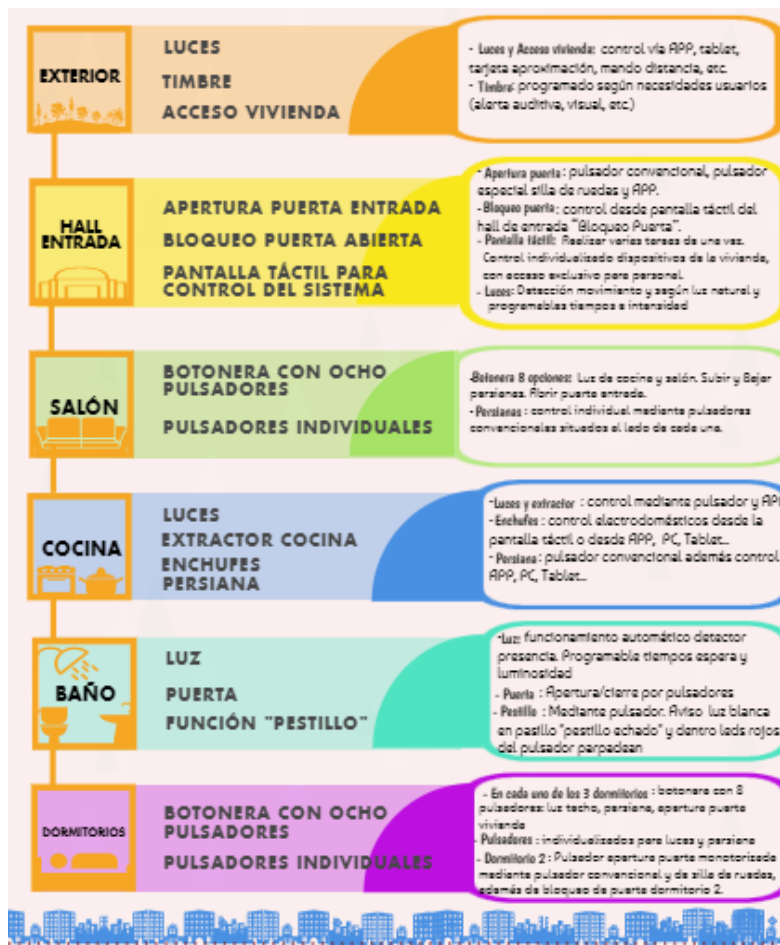 EXTERIOR
LUCES
TIMBRE
ACCESO VIVIENDA
- Luces y Acceso vivienda: control vía APP, tablet,
tarjeta aproximación, mando distancia, etc.
- Timbre: programado según necesidades usuarios
(alerta auditiva, visual, etc.)
HALL
ENTRADA
APERTURA PUERTA ENTRADA
BLOQUEO PUERTA ABIERTA
PANTALLA TÁCTIL PARA
CONTROL DEL SISTEMA
- Apertura puerta: pulsador convencional, pulsador
especial silla de ruedas y APP.
- Bloqueo puerta: control desde pantalla táctil del
hall de entrada "Bloqueo Puerta".
- Pantalla táctil: Realizar varias tareas de una vez.
Control individualizado dispositivos de la vivienda,
con acceso exclusivo para personal.
- Luces: Detección movimiento y según luz natural y
programables tiempos e intensidad
SALÓN
BOTONERA CON OCHO
PULSADORES
PULSADORES INDIVIDUALES
-Botonera 8 opciones: Luz de cocina y salón. Subir y Bajar
persianas. Abrir puerta entrada.
-Persianas: control individual mediante pulsadores
convencionales situados al lado de cada una.
COCINA
LUCES
EXTRACTOR COCINA
ENCHUFES
PERSIANA
-Luces y extractor: control mediante pulsador y AP
- Enchufes: control electrodomésticos desde la
pantalla táctil o desde APP, PC, Tablet...
- Persiana: pulsador convencional además control
APP, PC, Tablet...
BAÑO
LUZ
PUERTA
FUNCIÓN "PESTILLO"
-Luz: funcionamiento automático detector
presencia. Programable tiempos espera y
luminosidad
- Puerta: Apertura/cierre por pulsadores
- Pestillo: Mediante pulsador. Aviso luz blanca
en pasillo "pestillo echado" y dentro leds rojos
del pulsador parpadean
DORMITORIOS
BOTONERA CON OCHO
PULSADORES
PULSADORES INDIVIDUALES
- En cada uno de los 3 dormitorios: botonera con 8
pulsadores: luz techo, persiana, apertura puerta
vivienda
- Pulsadores: individualizados para luces y persiana
- Dormitorio 2: Pulsador apertura puerta monotorizada
mediante pulsador convencional y de silla de ruedas,
además de bloqueo de puerta dormitorio 2.